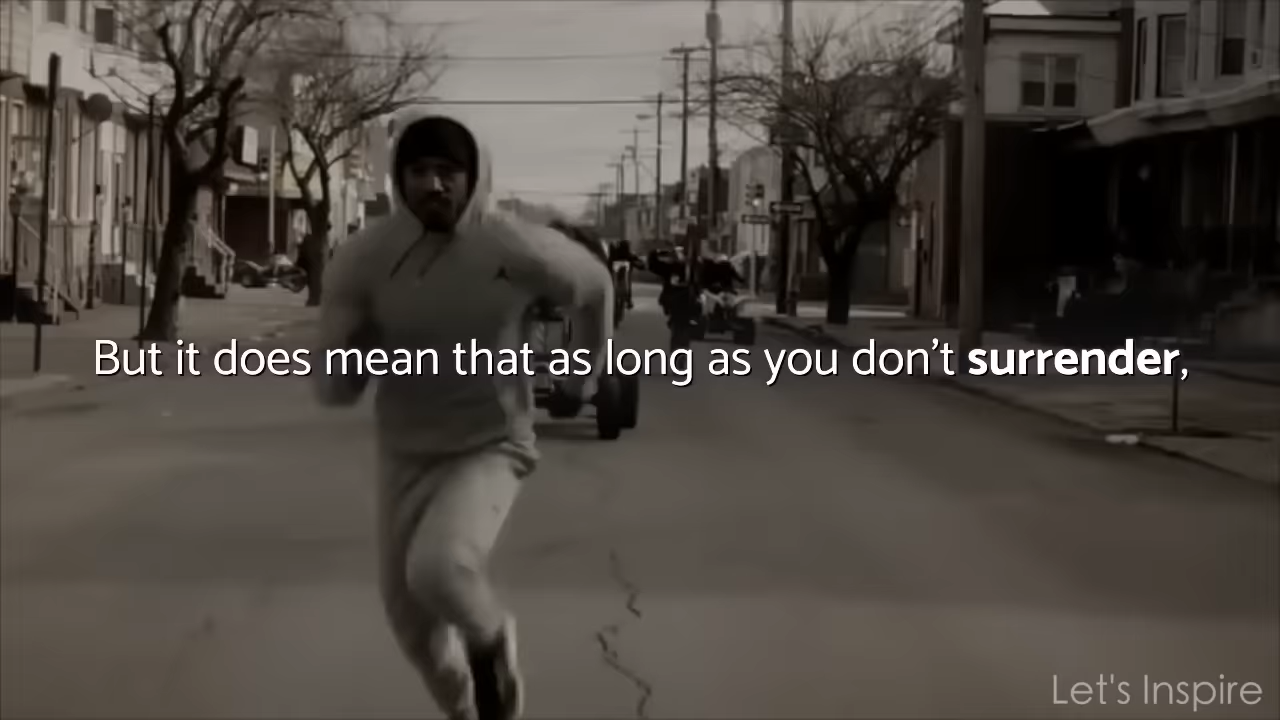 But it does mean that as long as you don't surrender,
Let's Inspire